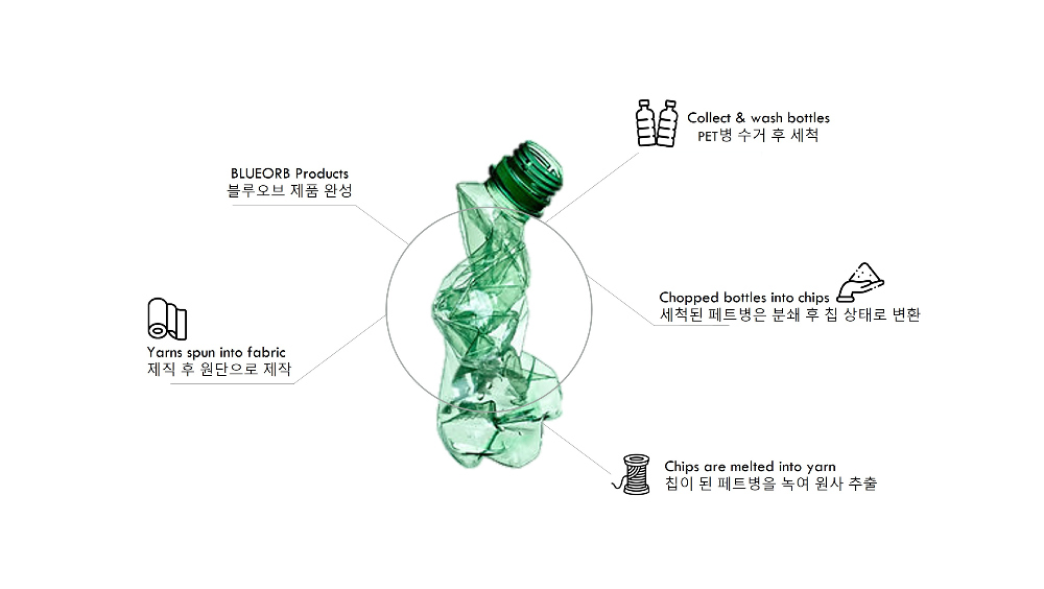 Collect & wash bottles
PET병 수거 후 세척
BLUEORB Products
블루오브 제품 완성
Chopped bottles into chips
세척된 페트병은 분쇄 후 칩 상태로 변환
Yarns spun into fabric
제직 후 원단으로 제작
Chips are melted into yarn
칩이 된 페트병을 녹여 원사 추출